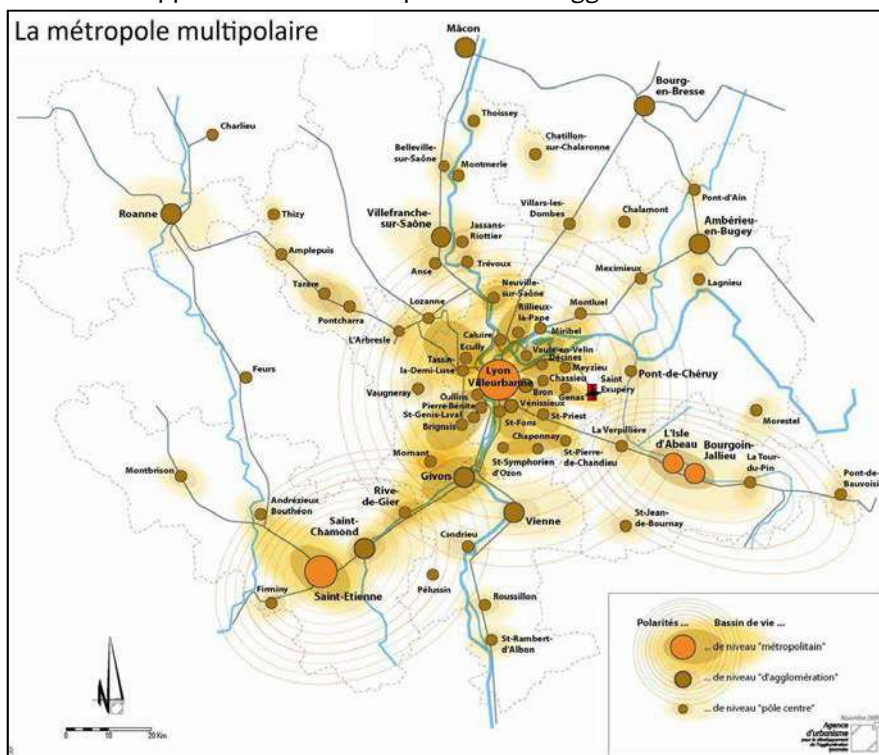 La métropole multipolaire
Mâcon
Bourg-
en-Bresse
Thoissey
Charlieu
Chatillon-
sur-Chalaronne
Belleville-
sur-Saône
Montmerle
Villars-les-
Dombes
Pont-d'Ain
Chalamont
Roanne
Thizy
Villefranche-
sur-Saône
Jassans-
Riottier
Ambérieu-
en-Bugey
Amplepuis
Anse
Trévoux
Meximieux
Lagnieu
Tarare
Neuville-
sur-Saône
Pontcharra
Lozanne
Rillieux-
la-Pape
Montluel
L'Arbresle
Caluire
Miribel
Ecully
Vaulx-en-Velin
Tassin-
la-Demi-Lune
Décines
Meyzieu
Lyon
Villeurbanne
Chassieu
Saint
Exupéry
Pont-de-Chéruy
Feurs
Vaugneray
Bron
Genas
Oullins
Vénissieux
Pierre-Bénite
St-Genis-Laval
St-Fons
St-Priest
Morestel
Brignais
La Verpillière
L'Isle
d'Abeau
Bourgoin-
Jallieu
Chaponnay
La Tour-
du-Pin
Mornant
St-Symphorien
d'Ozon
St-Pierre-
de-Chandieu
Pont-de-
Bauvoisi
Montbrison
Givors
Andrézieux
Bouthéon
Rive-
de-Gier
Saint-
Chamond
Vienne
St-Jean-
de-Bournay
Condrieu
Saint-Etienne
Firminy
Pélussin
Roussillon
St-Rambert-
d'Albon
Polarités ... Bassin de vie ...
... de niveau "métropolitain"
... de niveau "d'agglomération"
... de niveau "pôle centre"
N
0 10 20 Km
Agence
d'urbanisme